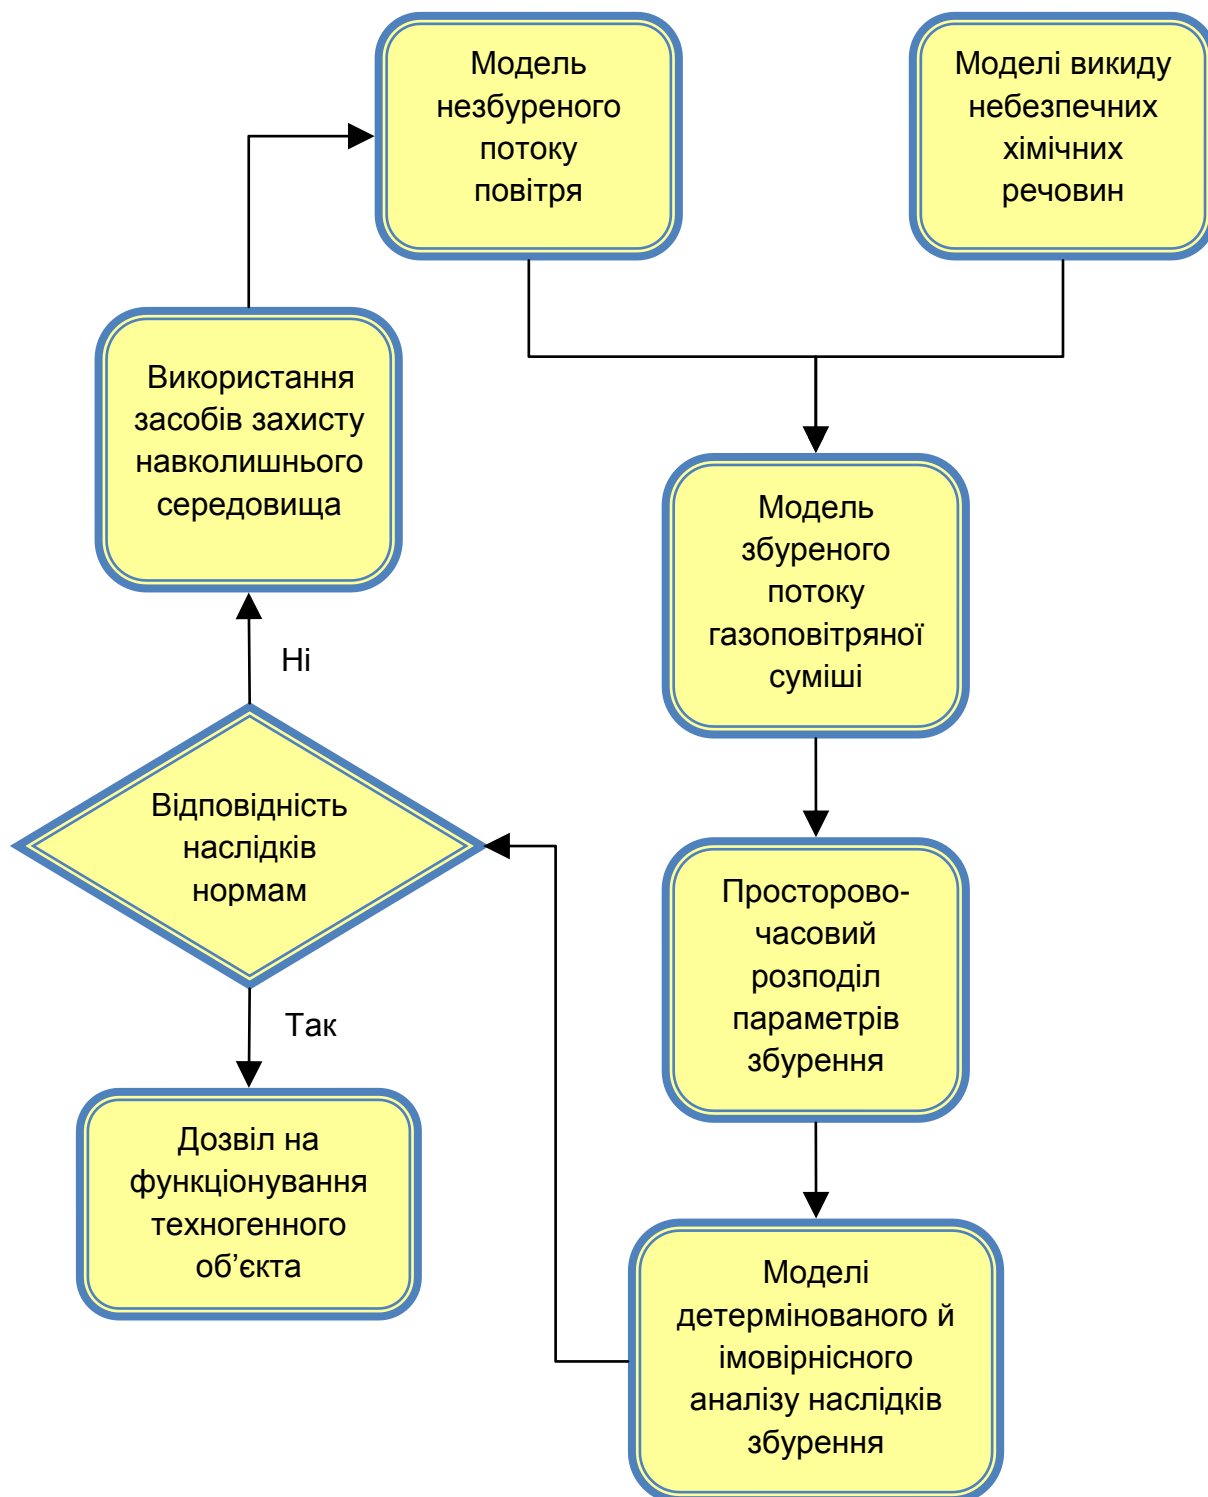 Модель
незбуреного
потоку
повітря
Моделі викиду
небезпечних
хімічних
речовин
Використання
засобів захисту
навколишнього
середовища
Модель
збуреного
потоку
газоповітряної
суміші
Ні
Відповідність
наслідків
нормам
Просторово-
часовий
розподіл
параметрів
збурення
Так
Дозвіл на
функціонування
техногенного
об’єкта
Моделі
детермінованого й
імовірнісного
аналізу наслідків
збурення